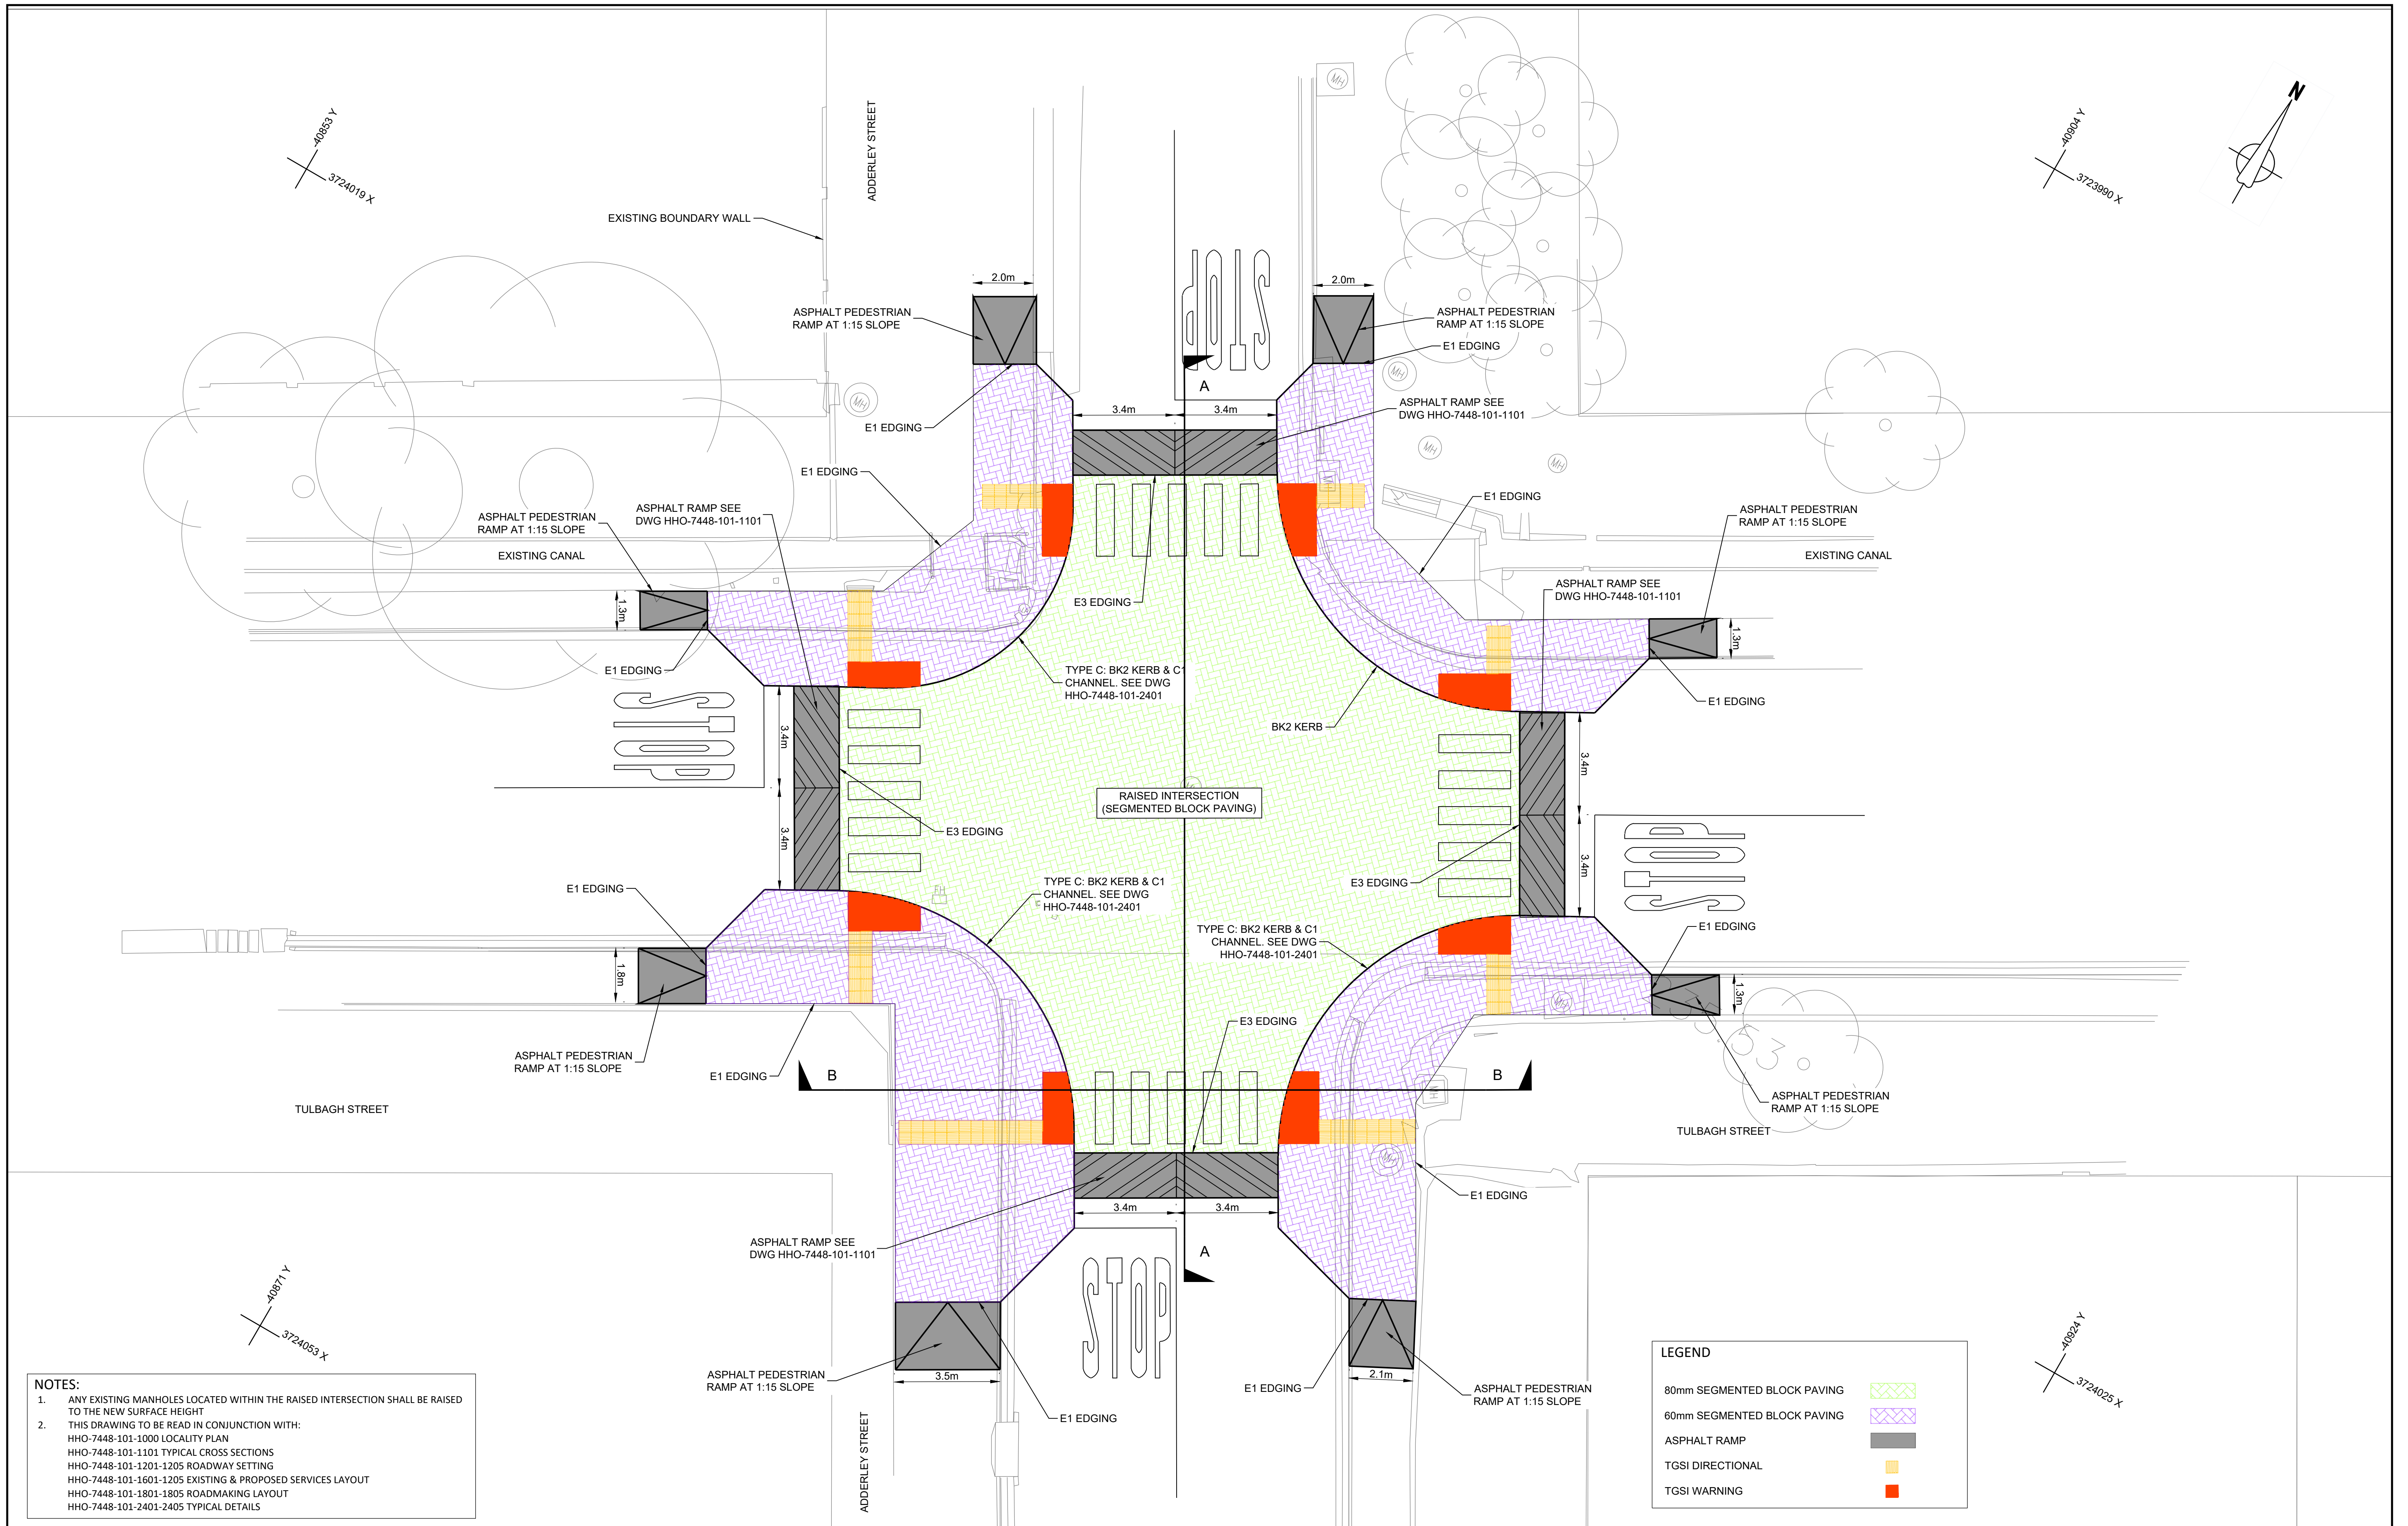 -40853 Y
3724019 X
ADDERLEY STREET
MH
-40904 Y
3723990 X
N
EXISTING BOUNDARY WALL
2.0m
STOP
2.0m
ASPHALT PEDESTRIAN
RAMP AT 1:15 SLOPE
ASPHALT PEDESTRIAN
RAMP AT 1:15 SLOPE
E1 EDGING
MH
MH
A
3.4m
3.4m
ASPHALT RAMP SEE
DWG HHO-7448-101-1101
E1 EDGING
MH
MH
E1 EDGING
MH
E1 EDGING
ASPHALT RAMP SEE
DWG HHO-7448-101-1101
ASPHALT PEDESTRIAN
RAMP AT 1:15 SLOPE
EXISTING CANAL
ASPHALT PEDESTRIAN
RAMP AT 1:15 SLOPE
EXISTING CANAL
ASPHALT RAMP SEE
DWG HHO-7448-101-1101
1.3m
E3 EDGING
1.3m
E1 EDGING
TYPE C: BK2 KERB & C1
CHANNEL. SEE DWG
HHO-7448-101-2401
E1 EDGING
STOP
3.4m
BK2 KERB
3.4m
RAISED INTERSECTION
(SEGMENTED BLOCK PAVING)
3.4m
E3 EDGING
3.4m
STOP
E1 EDGING
FH
TYPE C: BK2 KERB & C1
CHANNEL. SEE DWG
HHO-7448-101-2401
E3 EDGING
TYPE C: BK2 KERB & C1
CHANNEL. SEE DWG
HHO-7448-101-2401
E1 EDGING
1.8m
1.3m
MH
E3 EDGING
ASPHALT PEDESTRIAN
RAMP AT 1:15 SLOPE
E1 EDGING
B
B
MH
ASPHALT PEDESTRIAN
RAMP AT 1:15 SLOPE
TULBAGH STREET
TULBAGH STREET
MH
E1 EDGING
3.4m
3.4m
ASPHALT RAMP SEE
DWG HHO-7448-101-1101
A
STOP
-40871 Y
3724053 X
-40924 Y
3724025 X
ASPHALT PEDESTRIAN
RAMP AT 1:15 SLOPE
3.5m
E1 EDGING
2.1m
E1 EDGING
ASPHALT PEDESTRIAN
RAMP AT 1:15 SLOPE
ADDERLEY STREET
NOTES:
1. ANY EXISTING MANHOLES LOCATED WITHIN THE RAISED INTERSECTION SHALL BE RAISED
TO THE NEW SURFACE HEIGHT
2. THIS DRAWING TO BE READ IN CONJUNCTION WITH:
HHO-7448-101-1000 LOCALITY PLAN
HHO-7448-101-1101 TYPICAL CROSS SECTIONS
HHO-7448-101-1201-1205 ROADWAY SETTING
HHO-7448-101-1601-1205 EXISTING & PROPOSED SERVICES LAYOUT
HHO-7448-101-1801-1805 ROADMAKING LAYOUT
HHO-7448-101-2401-2405 TYPICAL DETAILS
LEGEND
80mm SEGMENTED BLOCK PAVING
60mm SEGMENTED BLOCK PAVING
ASPHALT RAMP
TGSI DIRECTIONAL
TGSI WARNING